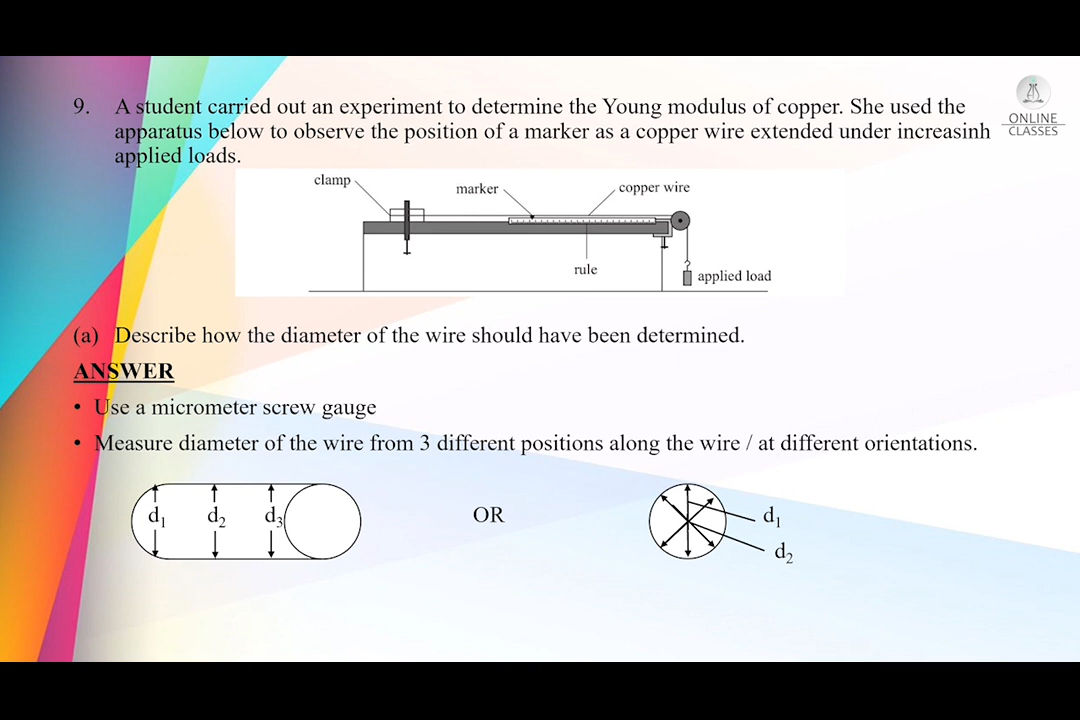 9. A student carried out an experiment to determine the Young modulus of copper. She used the
apparatus below to observe the position of a marker as a copper wire extended under increasinh
applied loads.
ONLINE
CLASSES
clamp
marker
copper wire
rule
applied load
(a) Describe how the diameter of the wire should have been determined.
ANSWER
• Use a micrometer screw gauge
• Measure diameter of the wire from 3 different positions along the wire / at different orientations.
d₁ d₂ d₃ OR d₁
d₂